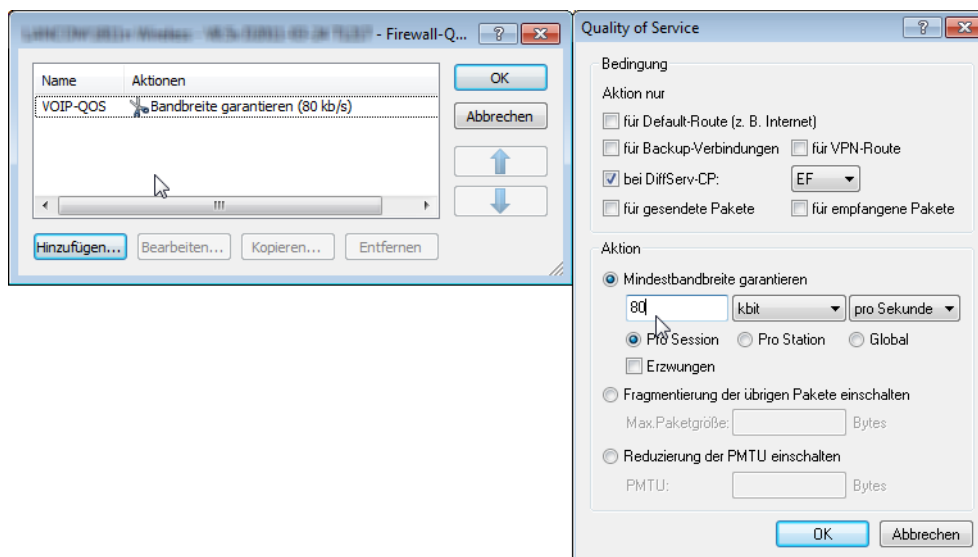 - Firewall-Q...
Name Aktionen
VOIP-QOS Bandbreite garantieren (80 kb/s)
OK
Abbrechen
Hinzufügen... Bearbeiten... Kopieren... Entfernen
Quality of Service
Bedingung
Aktion nur
für Default-Route (z. B. Internet)
für Backup-Verbindungen für VPN-Route
bei DiffServ-CP: EF
für gesendete Pakete für empfangene Pakete
Aktion
Mindestbandbreite garantieren
80 kbit pro Sekunde
Pro Session Pro Station Global
Erzwungen
Fragmentierung der übrigen Pakete einschalten
Max.Paketgröße: Bytes
Reduzierung der PMTU einschalten
PMTU: Bytes
OK Abbrechen